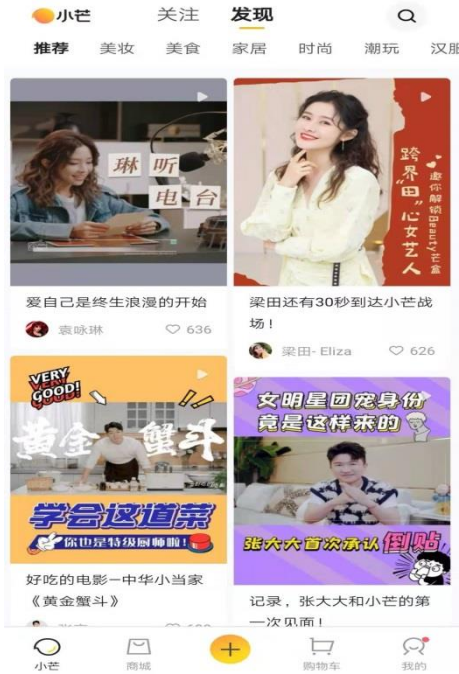 小芒
关注
发现
推荐
美妆
美食
家居
时尚
潮玩
汉服
琳听
电台
爱自己是终生浪漫的开始
袁咏琳
636
跨界"田"心女艺人
邀你解锁Beauty芒盒
梁田还有30秒到达小芒战
场！
梁田- Eliza
626
VERY
GOOD!
黄金 蟹斗
学会这道菜
你也是特级厨师啦!
好吃的电影—中华小当家
《黄金蟹斗》
女明星团宠身份
竟是这样来的
张大大首次承认倒贴
记录，张大大和小芒的第
一次见面！
小芒
商城
购物车
我的